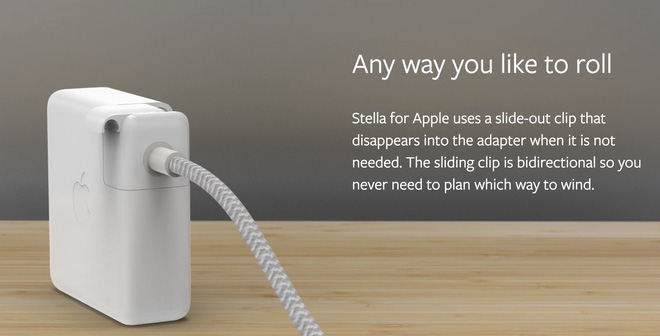 Any way you like to roll
Stella for Apple uses a slide-out clip that
disappears into the adapter when it is not
needed. The sliding clip is bidirectional so you
never need to plan which way to wind.